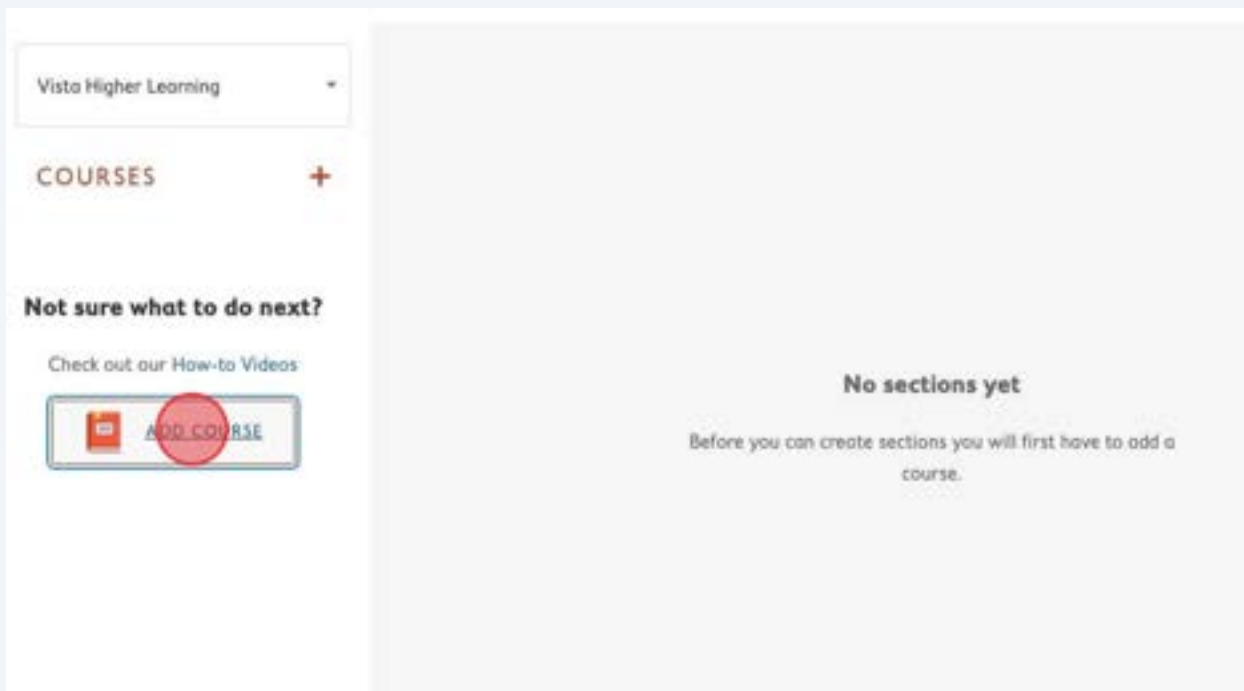 Vista Higher Learning
COURSES +
Not sure what to do next?
Check out our How-to Videos
ADD COURSE
No sections yet
Before you can create sections you will first have to add a
course.